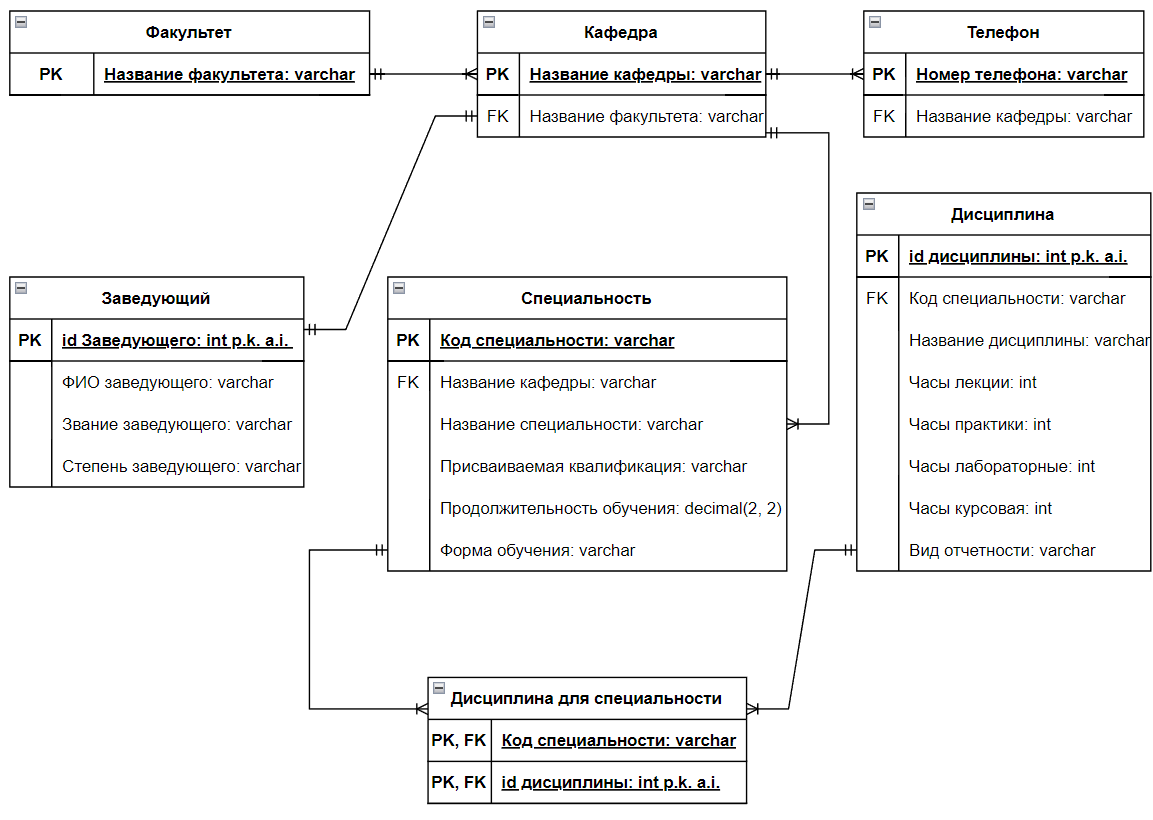 Факультет
PK Название факультета: varchar
Кафедра
PK Название кафедры: varchar
FK Название факультета: varchar
Телефон
PK Номер телефона: varchar
FK Название кафедры: varchar
Дисциплина
PK id дисциплины: int p.k. a.i.
FK Код специальности: varchar
Название дисциплины: varchar
Часы лекции: int
Часы практики: int
Часы лабораторные: int
Часы курсовая: int
Вид отчетности: varchar
Заведующий
PK id Заведующего: int p.k. a.i.
ФИО заведующего: varchar
Звание заведующего: varchar
Степень заведующего: varchar
Специальность
PK Код специальности: varchar
FK Название кафедры: varchar
Название специальности: varchar
Присваиваемая квалификация: varchar
Продолжительность обучения: decimal(2, 2)
Форма обучения: varchar
Дисциплина для специальности
PK, FK Код специальности: varchar
PK, FK id дисциплины: int p.k. a.i.